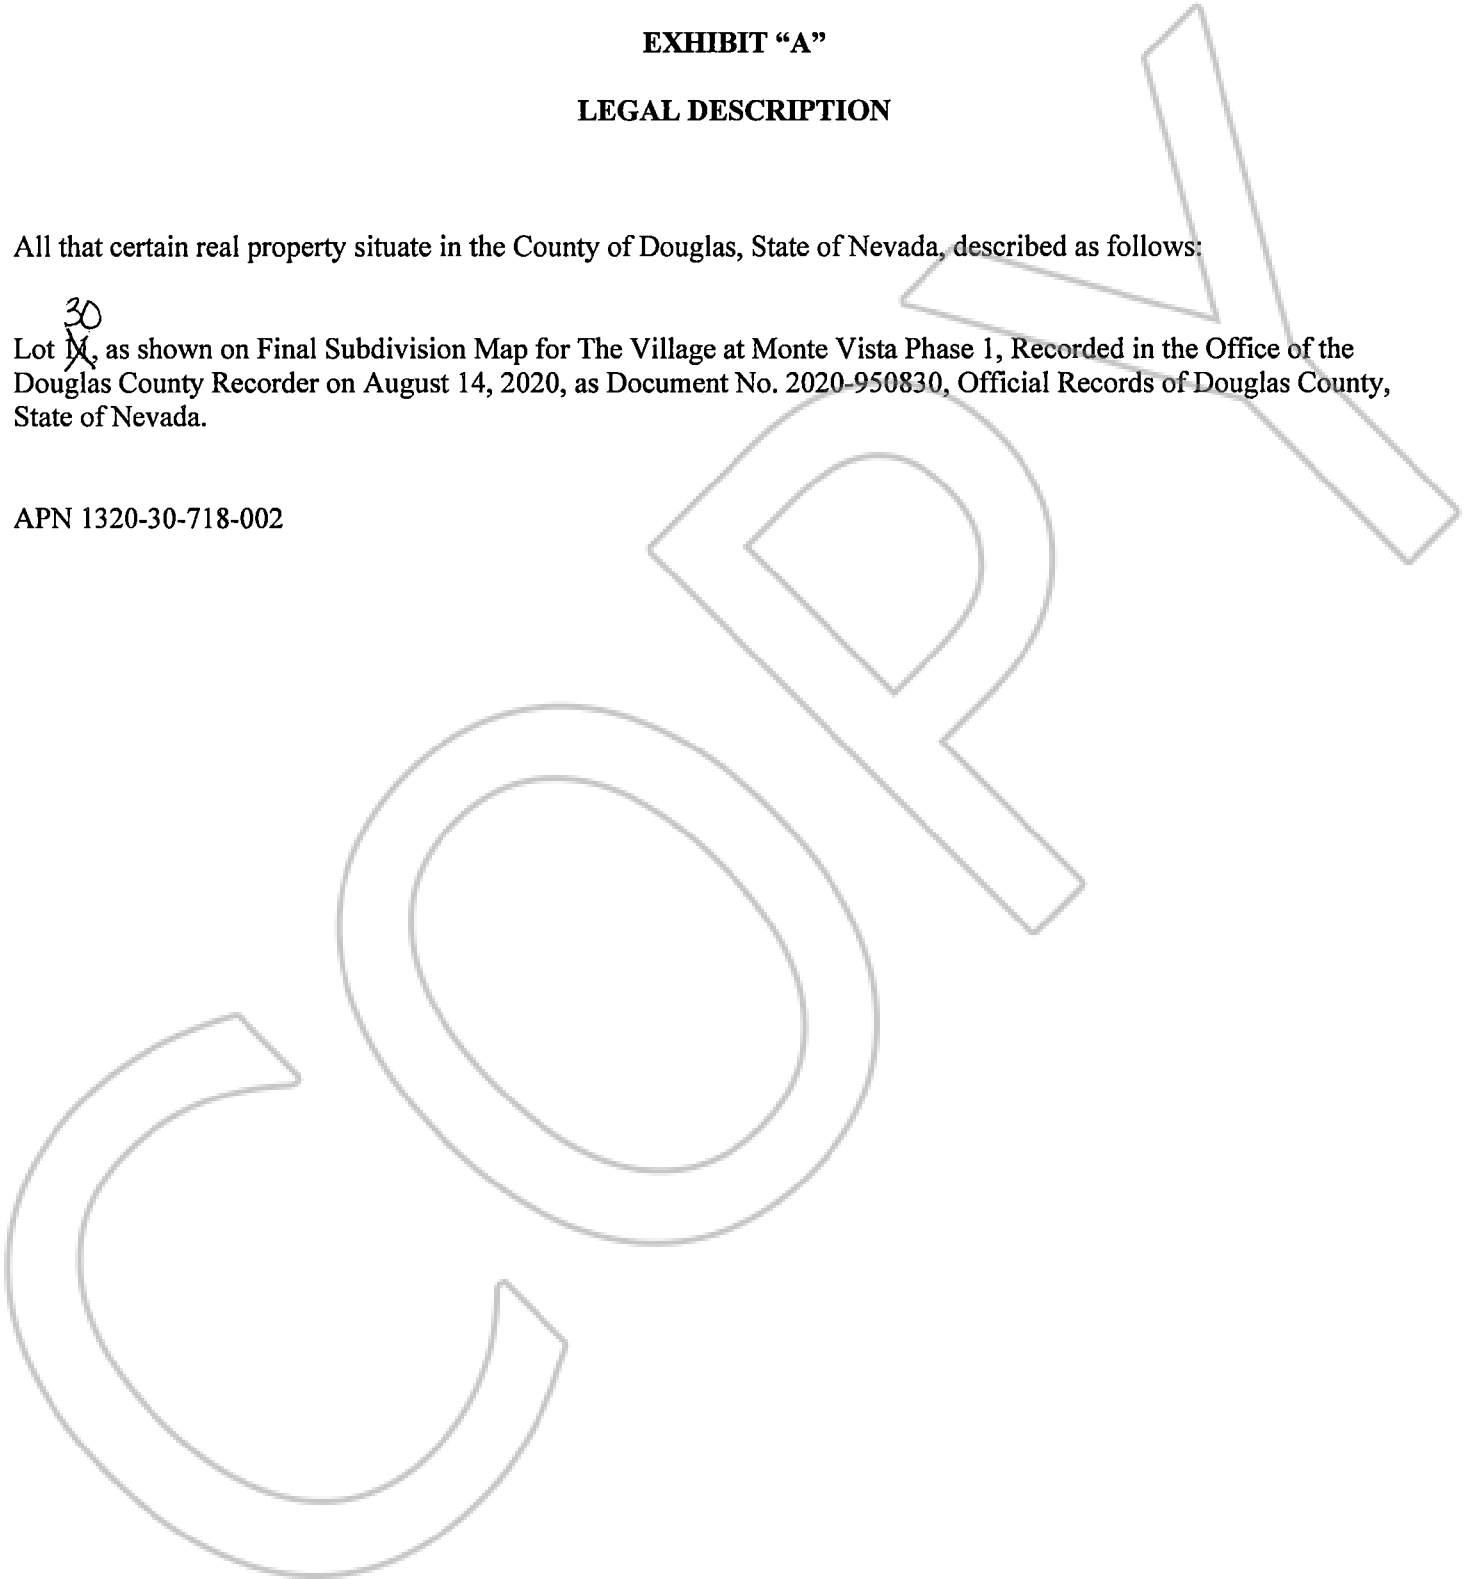 EXHIBIT “A”
LEGAL DESCRIPTION
All that certain real property situate in the County of Douglas, State of Nevada, described as follows:
30
Lot , as shown on Final Subdivision Map for The Village at Monte Vista Phase 1, Recorded in the Office of the
Douglas County Recorder on August 14, 2020, as Document No. 2020-950830, Official Records of Douglas County,
State of Nevada.
APN 1320-30-718-002
COPY